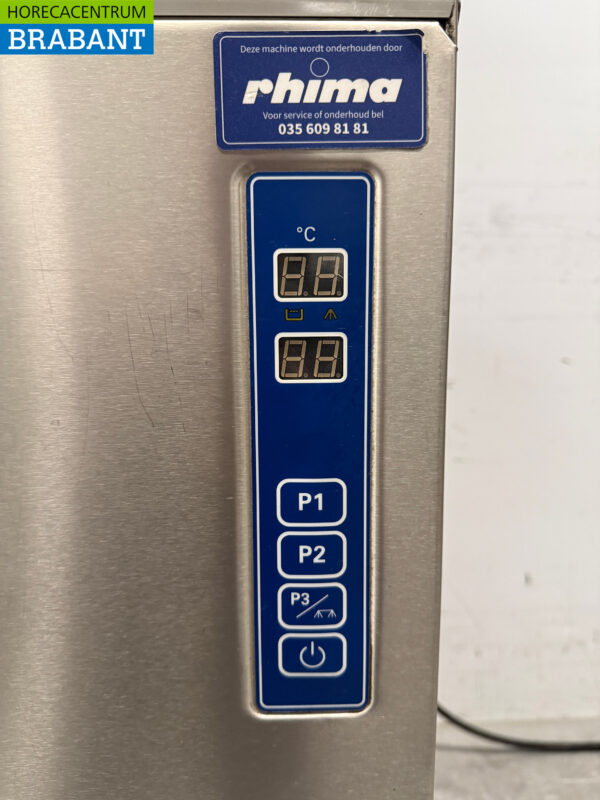 HORECACENTRUM
BRABANT
Deze machine wordt onderhouden door
rhima
Voor service of onderhoud bel
035 609 81 81
°C
P1
P2
P3